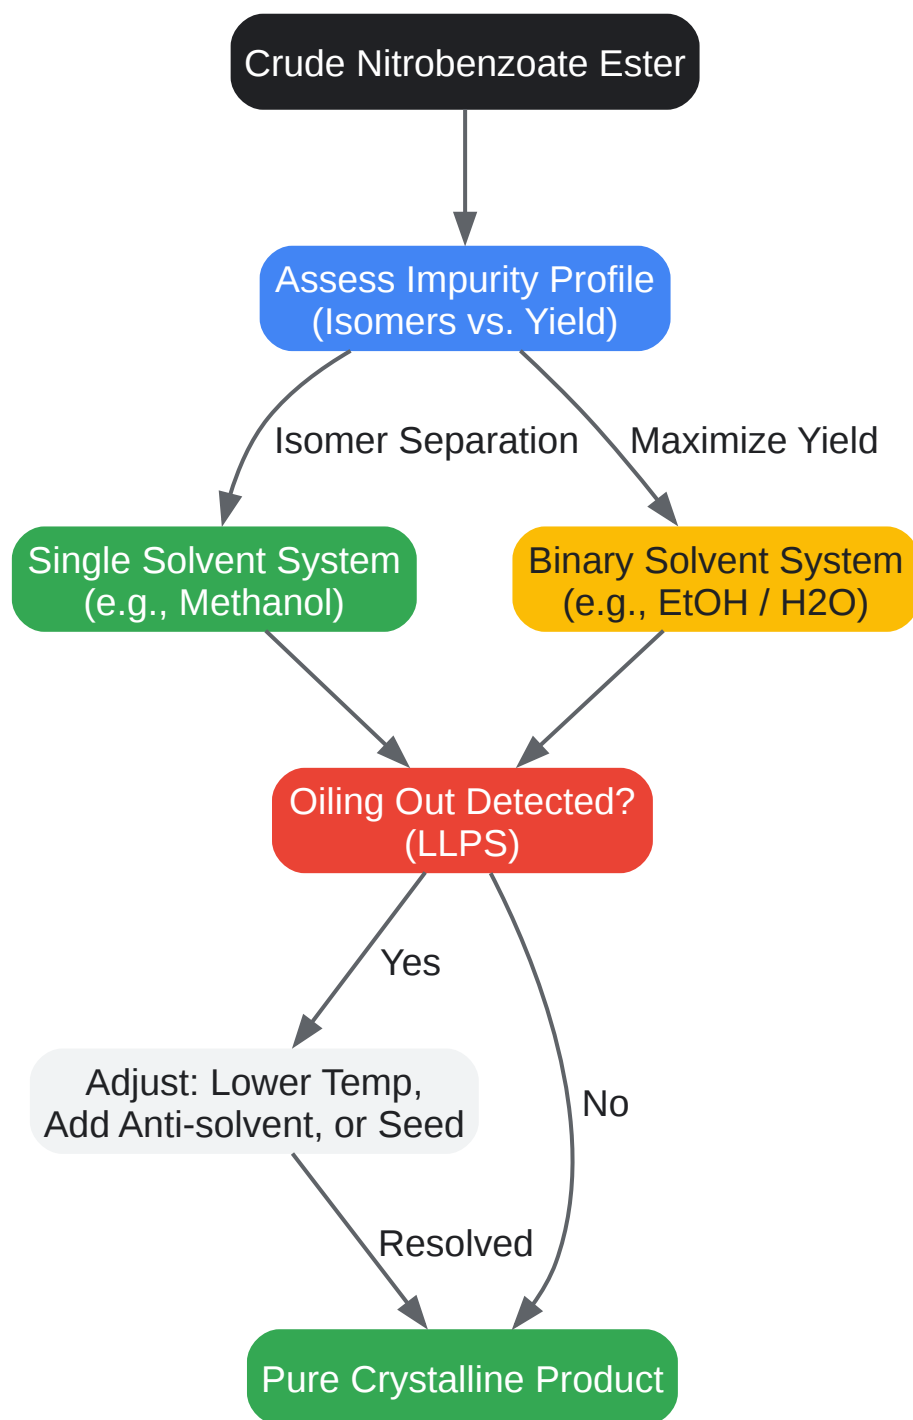 Crude Nitrobenzoate Ester
Assess Impurity Profile
(Isomers vs. Yield)
Isomer Separation
Maximize Yield
Single Solvent System
(e.g., Methanol)
Binary Solvent System
(e.g., EtOH / H2O)
Oiling Out Detected?
(LLPS)
Yes
Adjust: Lower Temp,
Add Anti-solvent, or Seed
No
Resolved
Pure Crystalline Product